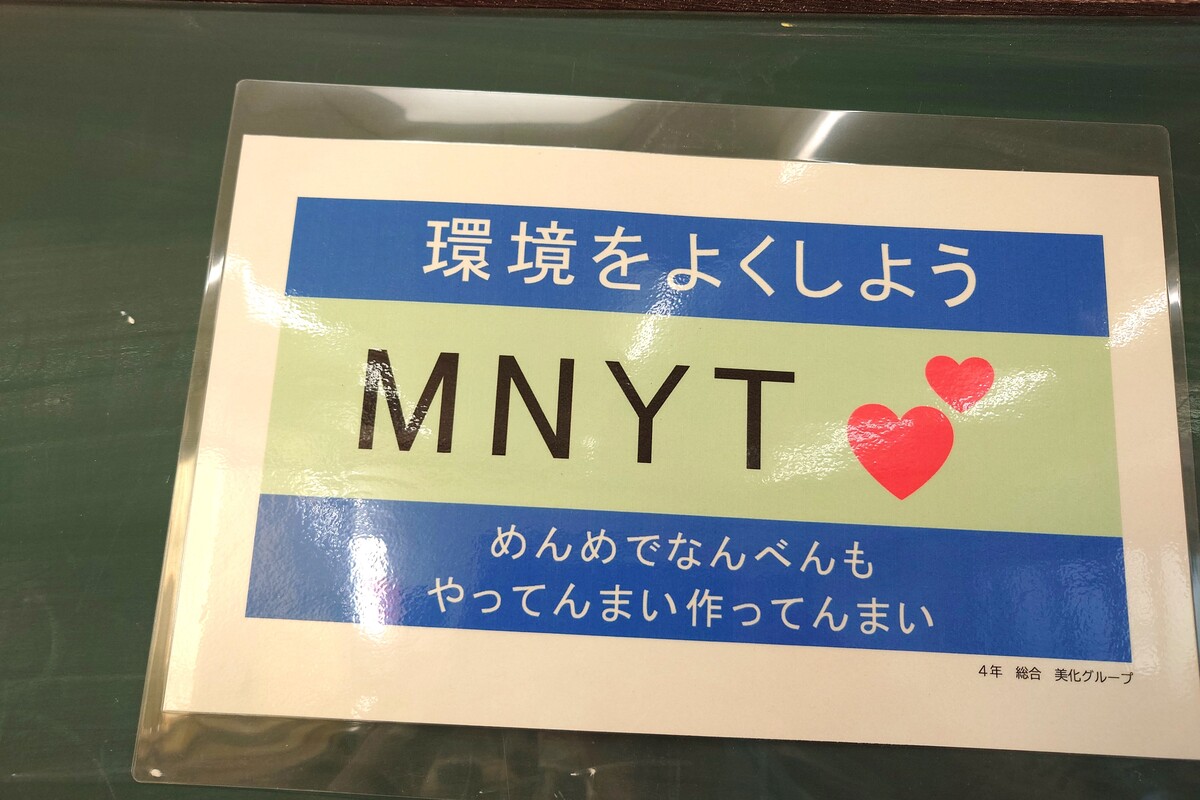 環境をよくしよう
MNYT
めんめでなんべんも
やってんまい作ってんまい
4年 総合 美化グループ